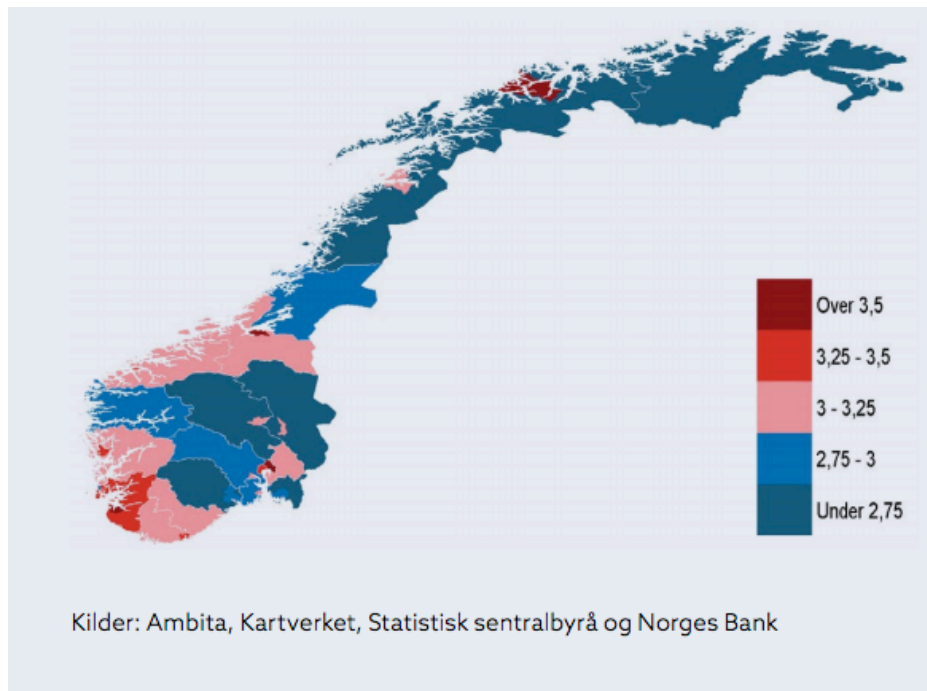 Over 3,5
3,25 - 3,5
3 - 3,25
2,75 - 3
Under 2,75
Kilder: Ambita, Kartverket, Statistisk sentralbyrå og Norges Bank